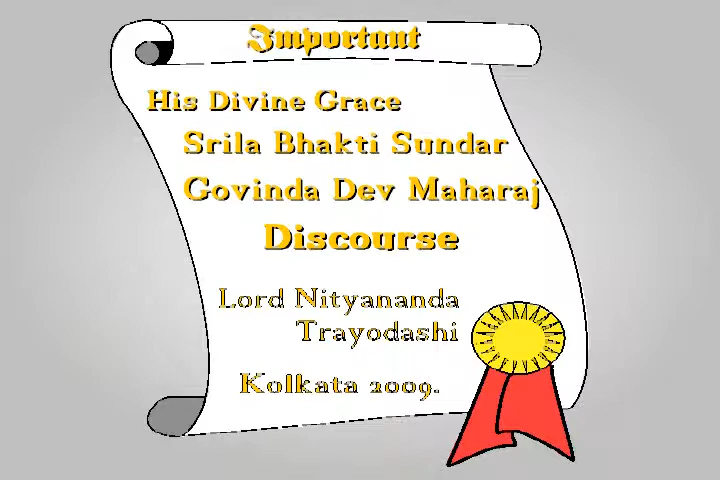 Important
His Divine Grace
Srila Bhakti Sundar
Govinda Dev Maharaj
Discourse
Lord Nityananda
Trayodashi
Kolkata 2009.